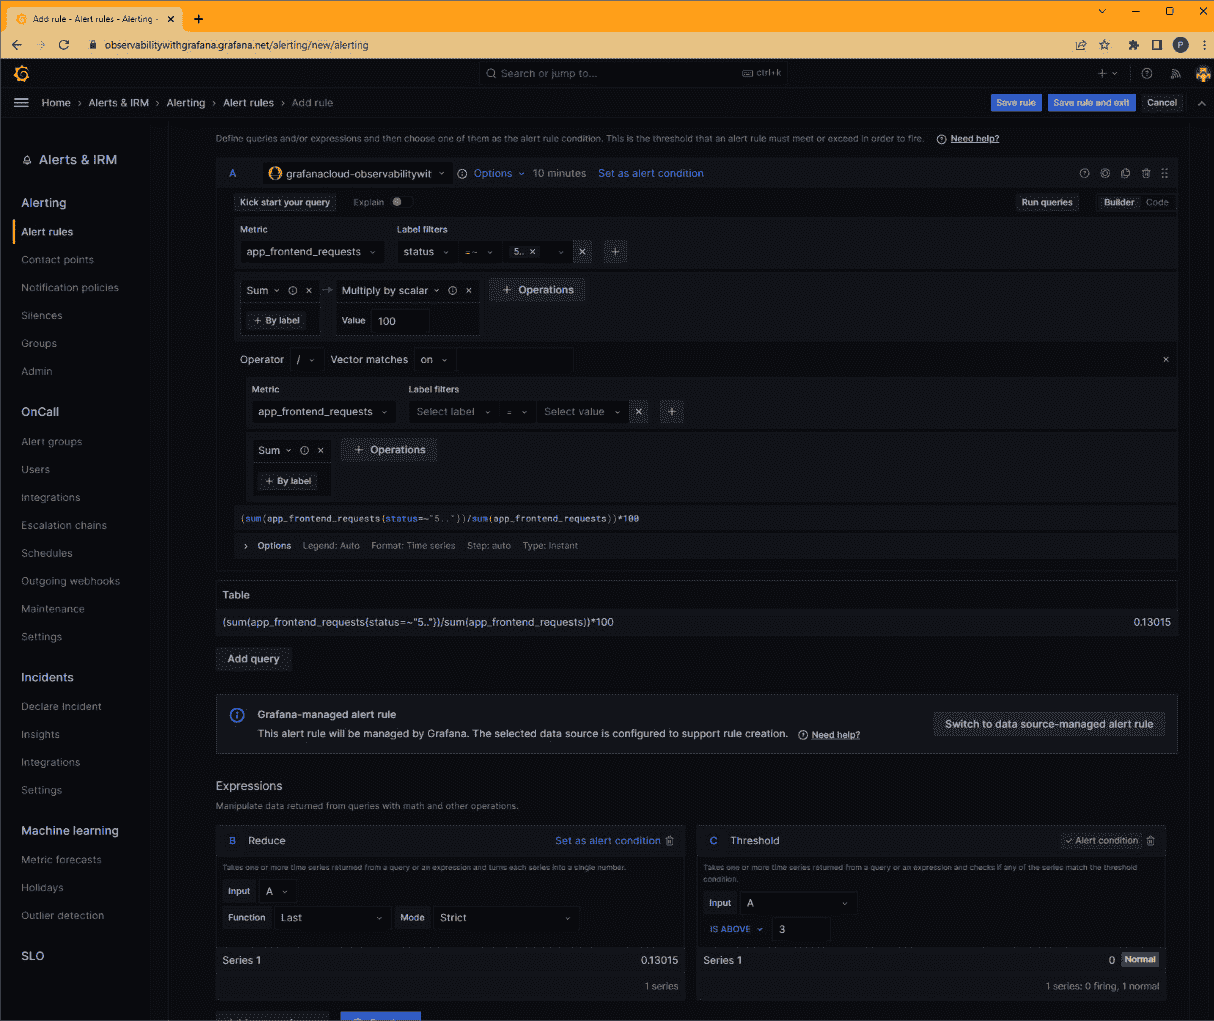 Add rule - Alert rules - Alerting -
observabilitywithgrafana.grafana.net/alerting/new/alerting
P
Search or jump to...
ctrl+k
Home › Alerts & IRM › Alerting › Alert rules › Add rule
Save rule
Save rule and exit
Cancel
Alerts & IRM
Alerting
Alert rules
Contact points
Notification policies
Silences
Groups
Admin
OnCall
Alert groups
Users
Integrations
Escalation chains
Schedules
Outgoing webhooks
Maintenance
Settings
Incidents
Declare Incident
Insights
Integrations
Settings
Machine learning
Metric forecasts
Holidays
Outlier detection
SLO
Define queries and/or expressions and then choose one of them as the alert rule condition. This is the threshold that an alert rule must meet or exceed in order to fire. Need help?
A grafanacloud-observabilitywit Options 10 minutes Set as alert condition
Kick start your query Explain Run queries Builder Code
Metric Label filters
app_frontend_requests status =~ 5.. × × +
Sum Multiply by scalar + Operations
+ By label Value 100
Operator / Vector matches on
Metric Label filters
app_frontend_requests Select label = Select value × +
Sum + Operations
+ By label
(sum(app_frontend_requests{status=~"5.."})/sum(app_frontend_requests))*100
› Options Legend: Auto Format: Time series Step: auto Type: Instant
Table
(sum(app_frontend_requests{status=~"5.."})/sum(app_frontend_requests))*100 0.13015
Add query
Grafana-managed alert rule
This alert rule will be managed by Grafana. The selected data source is configured to support rule creation. Need help?
Switch to data source-managed alert rule
Expressions
Manipulate data returned from queries with math and other operations.
B Reduce Set as alert condition
Takes one or more time series returned from a query or an expression and turns each series into a single number.
Input A
Function Last Mode Strict
Series 1 0.13015
1 series
C Threshold Alert condition
Takes one or more time series returned from a query or an expression and checks if any of the series match the threshold
condition.
Input A
IS ABOVE 3
Series 1 0 Normal
1 series: 0 firing, 1 normal